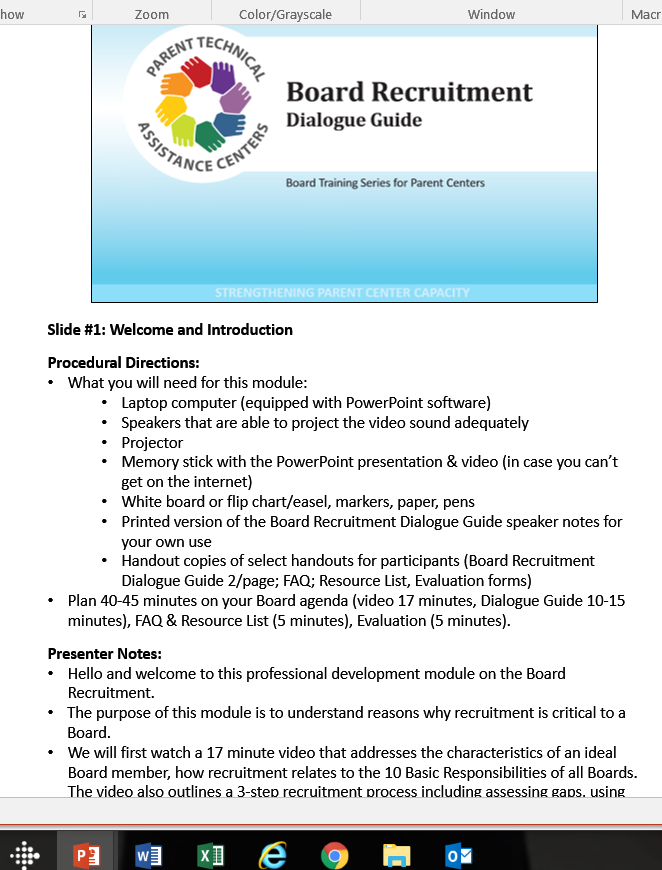 how
Zoom
Color/Grayscale
Window
Macr
PARENT TECHNICAL
ASSISTANCE CENTERS
Board Recruitment
Dialogue Guide
Board Training Series for Parent Centers
STRENGTHENING PARENT CENTER CAPACITY
Slide #1: Welcome and Introduction
Procedural Directions:
• What you will need for this module:
• Laptop computer (equipped with PowerPoint software)
• Speakers that are able to project the video sound adequately
• Projector
• Memory stick with the PowerPoint presentation & video (in case you can't
get on the internet)
• White board or flip chart/easel, markers, paper, pens
• Printed version of the Board Recruitment Dialogue Guide speaker notes for
your own use
• Handout copies of select handouts for participants (Board Recruitment
Dialogue Guide 2/page; FAQ; Resource List, Evaluation forms)
• Plan 40-45 minutes on your Board agenda (video 17 minutes, Dialogue Guide 10-15
minutes), FAQ & Resource List (5 minutes), Evaluation (5 minutes).
Presenter Notes:
• Hello and welcome to this professional development module on the Board
Recruitment.
• The purpose of this module is to understand reasons why recruitment is critical to a
Board.
• We will first watch a 17 minute video that addresses the characteristics of an ideal
Board member, how recruitment relates to the 10 Basic Responsibilities of all Boards.
The video also outlines a 3-step recruitment process including assessing gaps, using